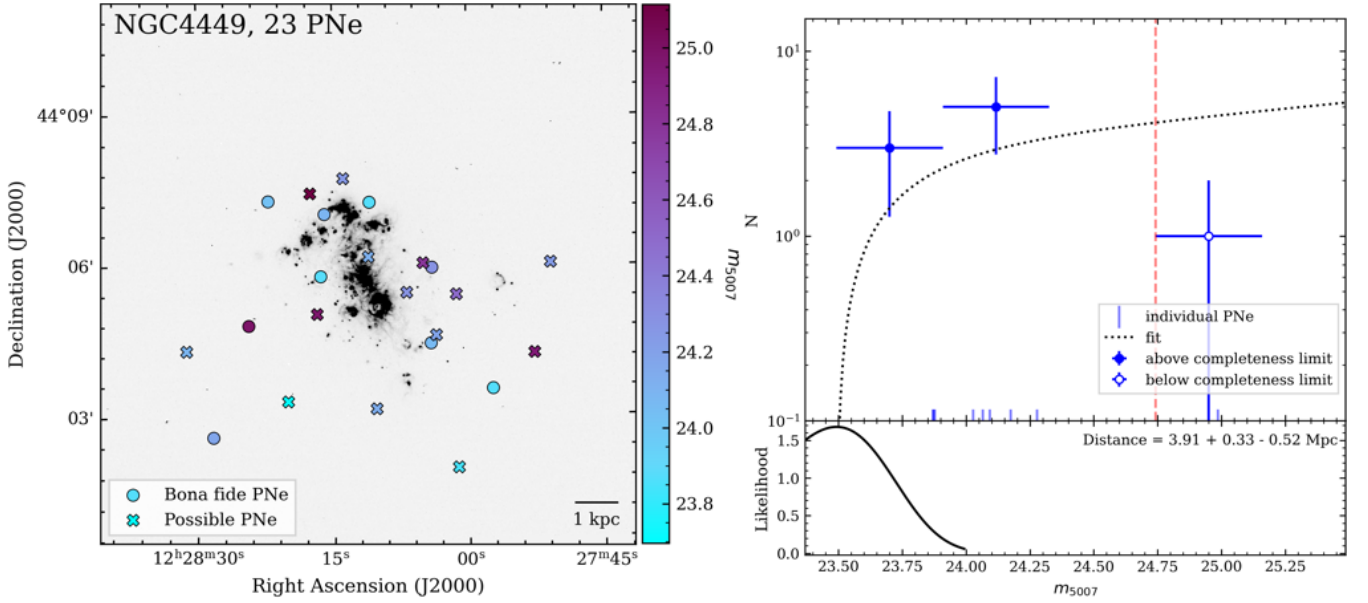 NGC4449, 23 PNe
Declination (J2000)
44°09'
06'
03'
Bona fide PNe
Possible PNe
1 kpc
12ʰ28ᵐ30ˢ
15ˢ
00ˢ
27ᵐ45ˢ
Right Ascension (J2000)
25.0
24.8
24.6
24.4
24.2
24.0
23.8
m₅₀₀₇
N
10¹
10⁰
10⁻¹
individual PNe
fit
above completeness limit
below completeness limit
Likelihood
1.5
1.0
0.5
0.0
Distance = 3.91 + 0.33 - 0.52 Mpc
23.50 23.75 24.00 24.25 24.50 24.75 25.00 25.25
m₅₀₀₇